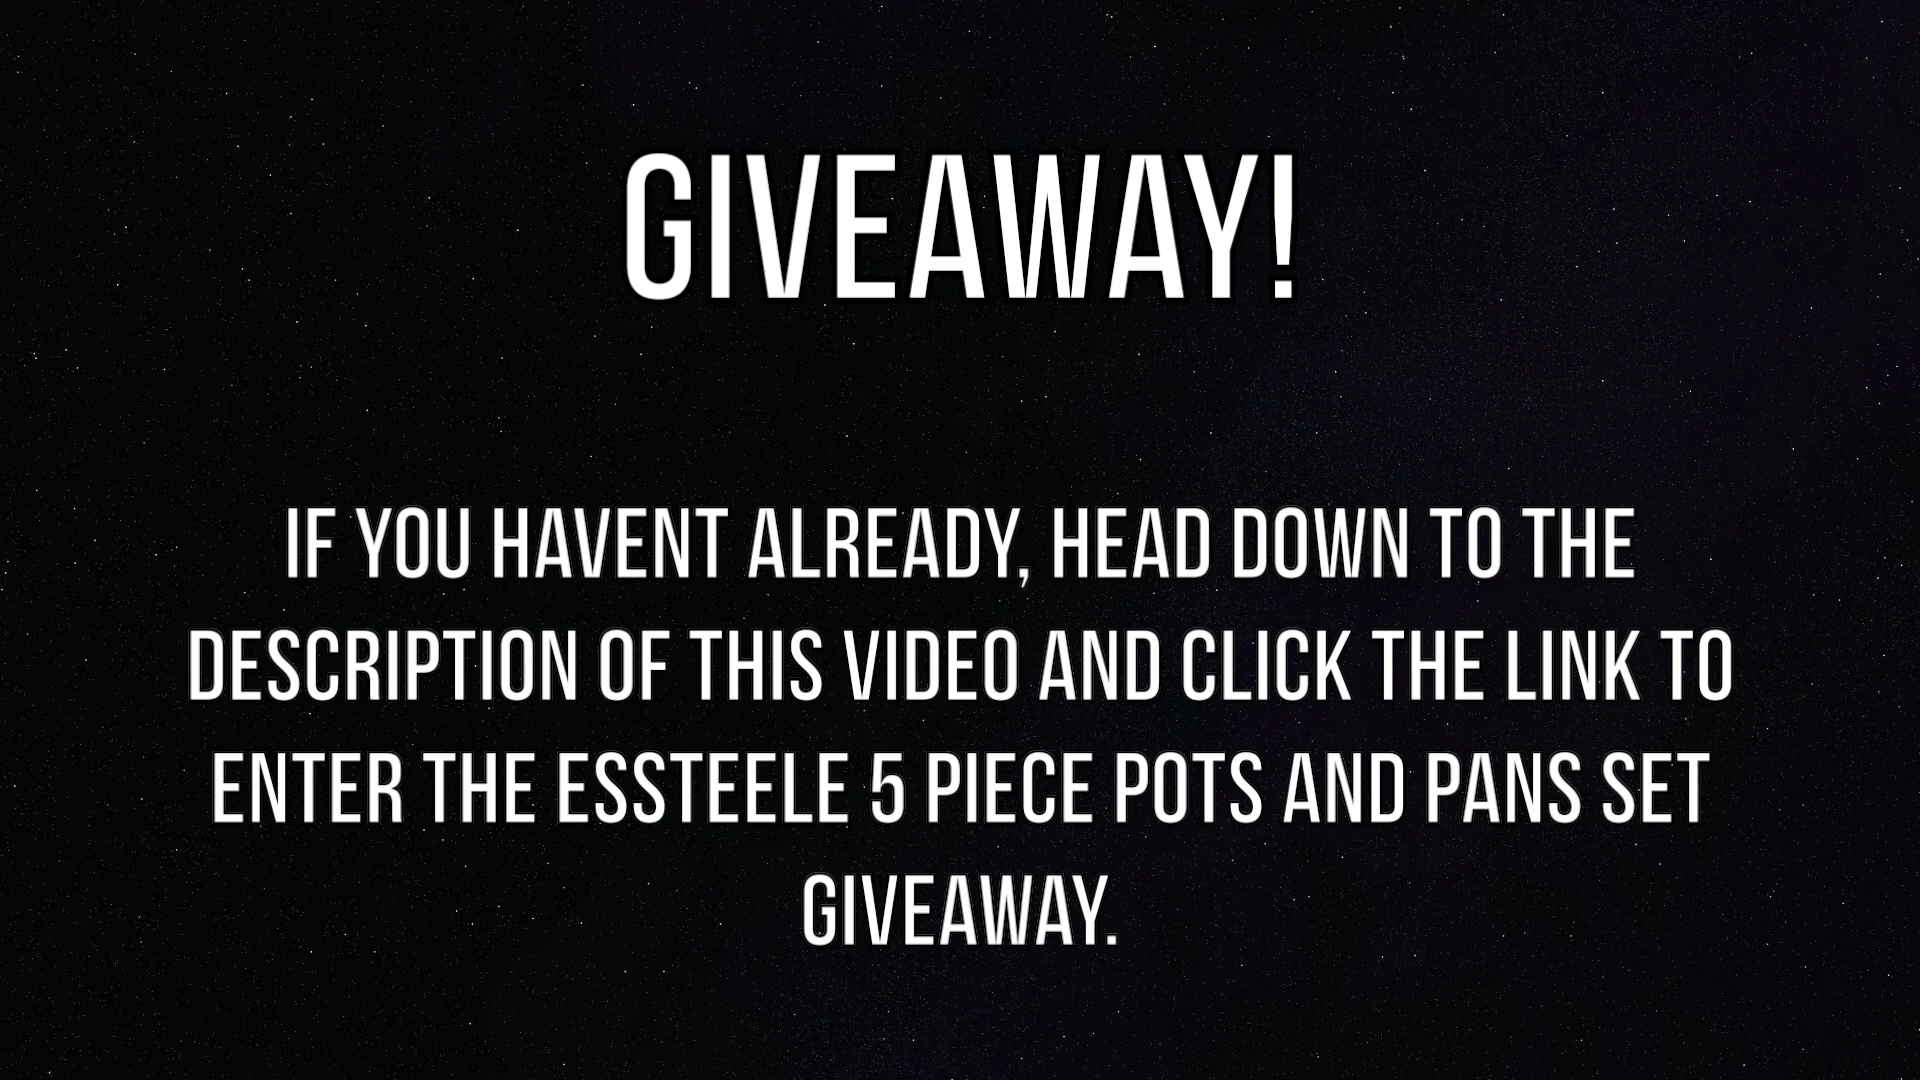 GIVEAWAY!
IF YOU HAVENT ALREADY, HEAD DOWN TO THE
DESCRIPTION OF THIS VIDEO AND CLICK THE LINK TO
ENTER THE ESSTEELE 5 PIECE POTS AND PANS SET
GIVEAWAY.